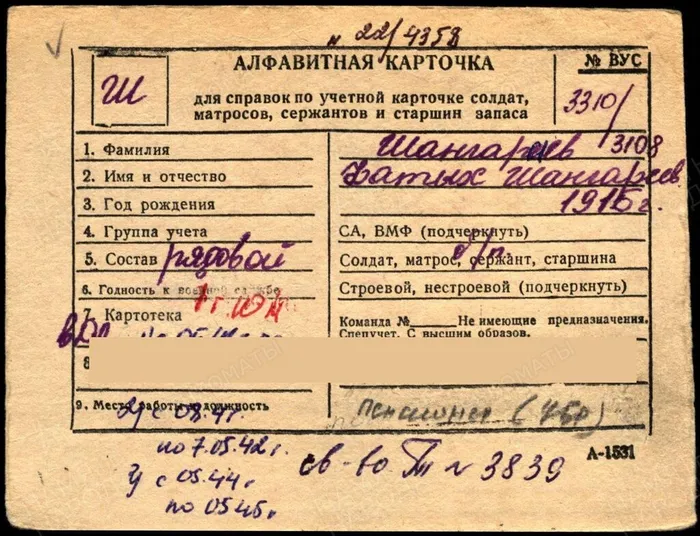 № 22/4358
АЛФАВИТНАЯ КАРТОЧКА
№ ВУС
Ш
для справок по учетной карточке солдат,
матросов, сержантов и старшин запаса
3310/
3108
1. Фамилия
Шангареев
2. Имя и отчество
Фатых Шангареев.
3. Год рождения
1915 г.
4. Группа учета
СА, ВМФ (подчеркнуть)
5. Состав рядовой
Солдат, матрос, сержант, старшина
6. Годность к военной службе
Строевой, нестроевой (подчеркнуть)
7. Картотека
Команда № Не имеющие предназначения.
Спецучет. С высшим образов.
8
9. Место работы и должность
Пенсионер
по 7.05.42 г.
св-во № 3839
А-1531
с 05.44 г.
по 05.45 г.